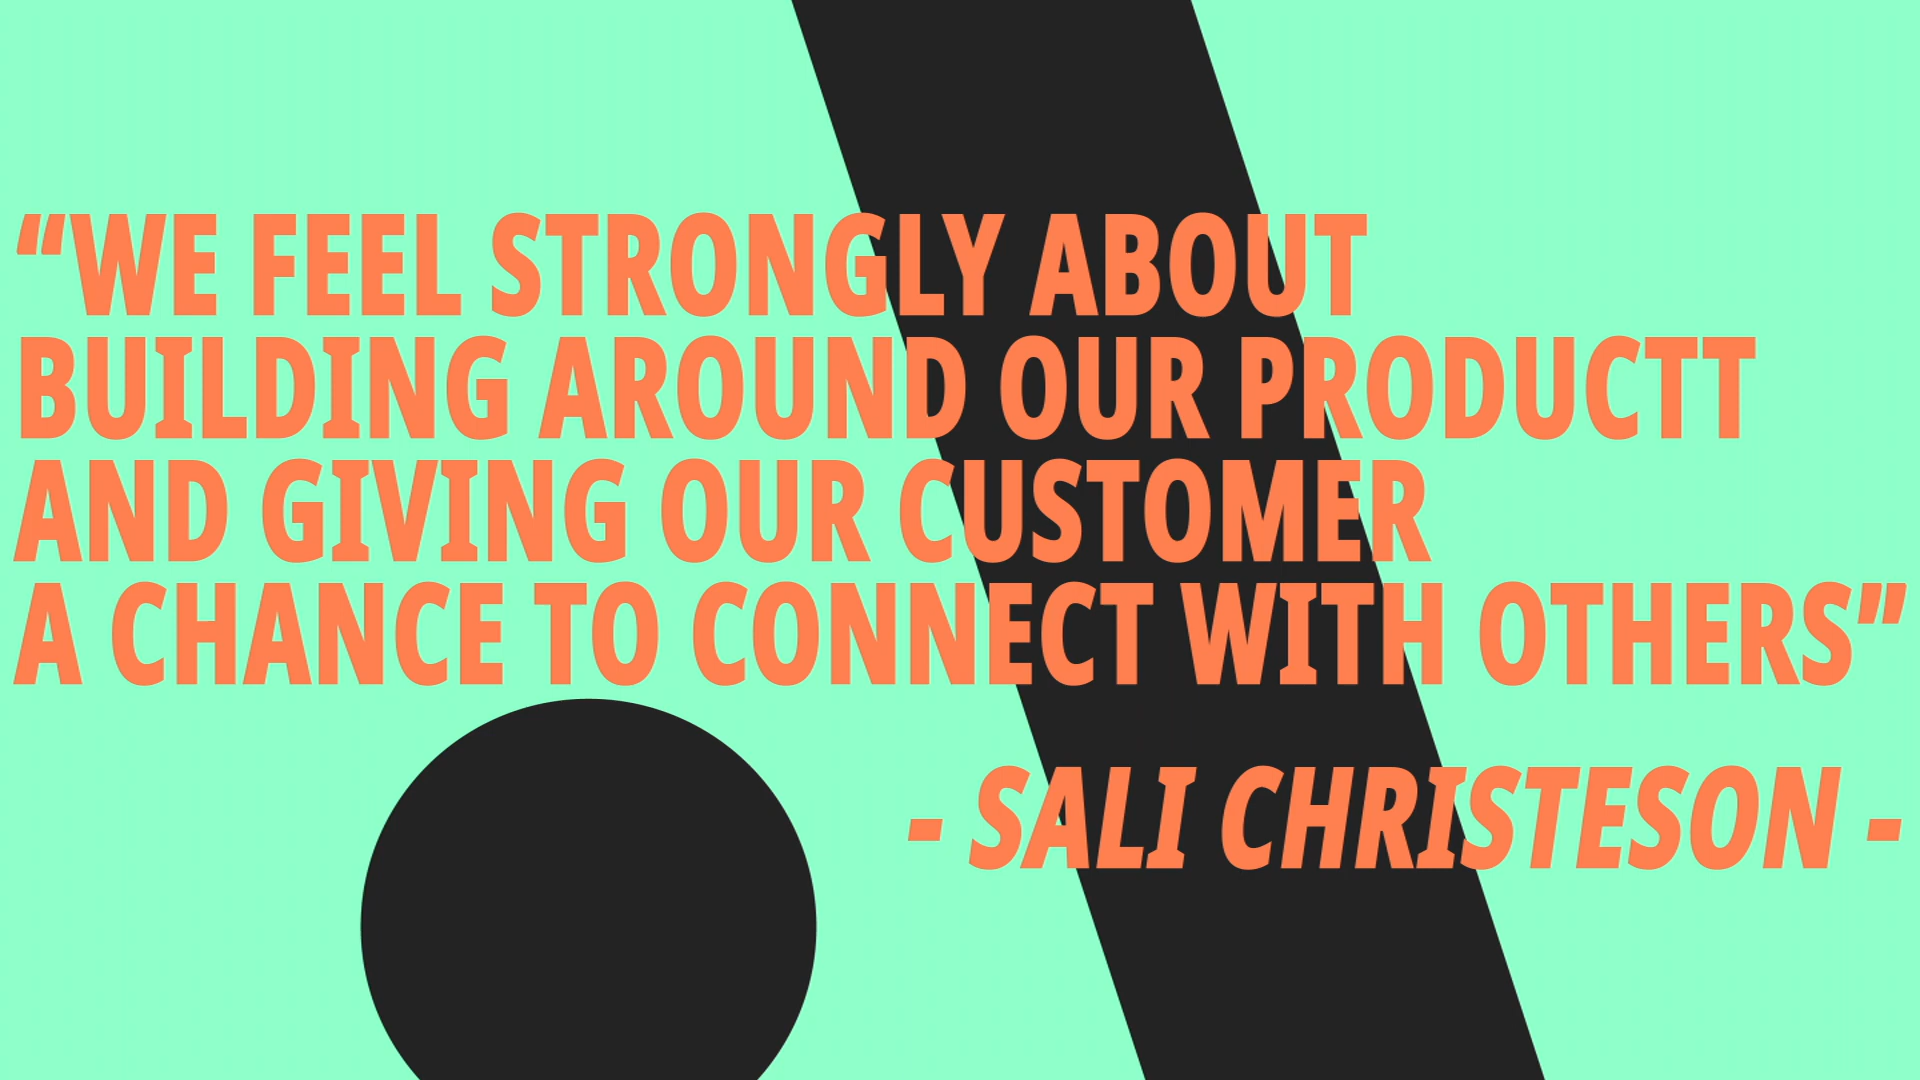 “WE FEEL STRONGLY ABOUT
BUILDING AROUND OUR PRODUCTT
AND GIVING OUR CUSTOMER
A CHANCE TO CONNECT WITH OTHERS”
- SALI CHRISTESON -